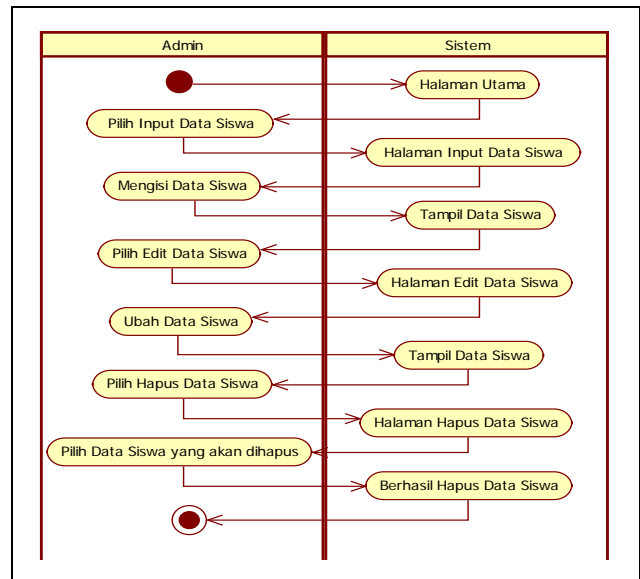 Admin
Sistem
Halaman Utama
Pilih Input Data Siswa
Halaman Input Data Siswa
Mengisi Data Siswa
Tampil Data Siswa
Pilih Edit Data Siswa
Halaman Edit Data Siswa
Ubah Data Siswa
Tampil Data Siswa
Pilih Hapus Data Siswa
Halaman Hapus Data Siswa
Pilih Data Siswa yang akan dihapus
Berhasil Hapus Data Siswa